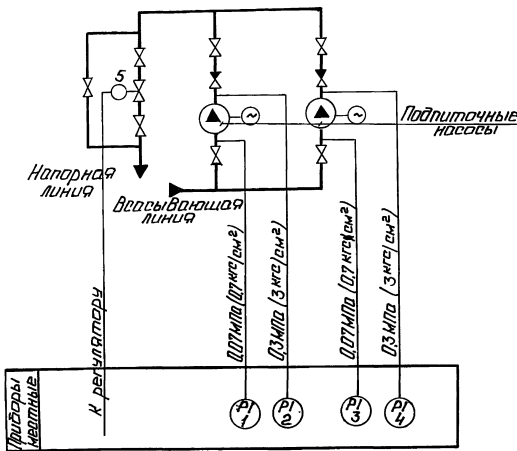 5
Подпиточные
насосы
Напорная
линия
Всасывающая
линия
К регулятору
0,07 МПа (0,7 кгс/см²)
0,3 МПа (3 кгс/см²)
0,07 МПа (0,7 кгс/см²)
0,3 МПа (3 кгс/см²)
Приборы
местные
PI
1
PI
2
PI
3
PI
4